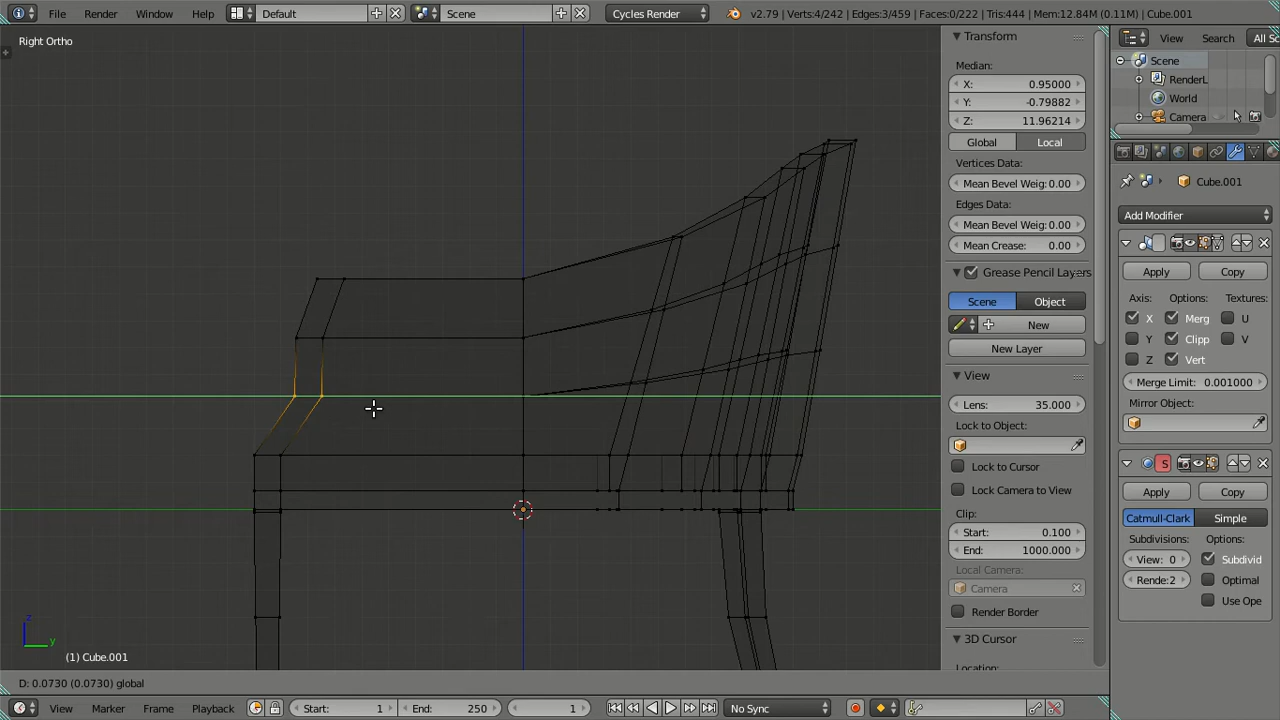 File Render Window Help Default Scene Cycles Render v2.79 | Verts:4/242 | Edges:3/459 | Faces:0/222 | Tris:444 | Mem:12.84M (0.11M) | Cube.001
Right Ortho
Transform
Median:
X: 0.95000
Y: -0.79882
Z: 11.96214
Global Local
Vertices Data:
Mean Bevel Weig: 0.00
Edges Data:
Mean Bevel Weig: 0.00
Mean Crease: 0.00
Grease Pencil Layers
Scene Object
New
New Layer
View
Lens: 35.000
Lock to Object:
Lock to Cursor
Lock Camera to View
Clip:
Start: 0.100
End: 1000.000
Local Camera:
Camera
Render Border
3D Cursor
Location:
View Search All Sc
Scene
RenderL
World
Camera
Cube.001
Add Modifier
Apply Copy
Axis: Options: Textures:
X Merg U
Y Clipp V
Z Vert
Merge Limit: 0.001000
Mirror Object:
S
Apply Copy
Catmull-Clark Simple
Subdivisions: Options:
View: 0 Subdivid
Rende: 2 Optimal
Use Ope
z
y
(1) Cube.001
D: 0.0730 (0.0730) global
View Marker Frame Playback Start: 1 End: 250 1 No Sync